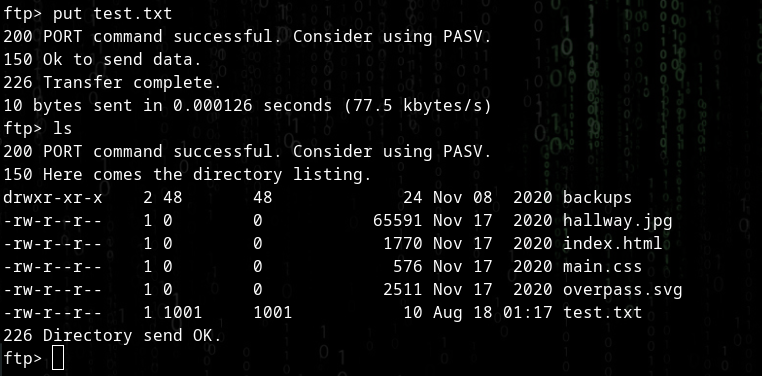 ftp> put test.txt
200 PORT command successful. Consider using PASV.
150 Ok to send data.
226 Transfer complete.
10 bytes sent in 0.000126 seconds (77.5 kbytes/s)
ftp> ls
200 PORT command successful. Consider using PASV.
150 Here comes the directory listing.
drwxr-xr-x    2 48       48             24 Nov 08  2020 backups
-rw-r--r--    1 0        0           65591 Nov 17  2020 hallway.jpg
-rw-r--r--    1 0        0            1770 Nov 17  2020 index.html
-rw-r--r--    1 0        0             576 Nov 17  2020 main.css
-rw-r--r--    1 0        0            2511 Nov 17  2020 overpass.svg
-rw-r--r--    1 1001     1001           10 Aug 18 01:17 test.txt
226 Directory send OK.
ftp>